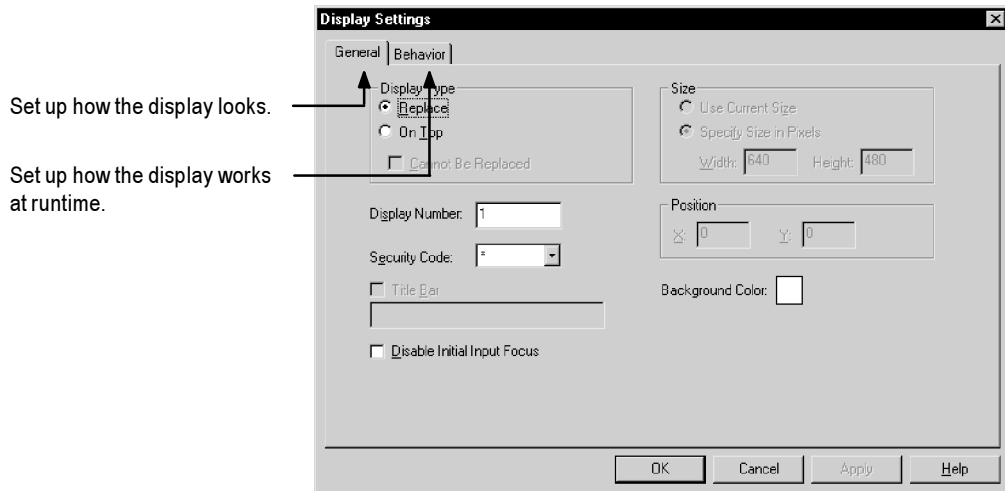 Display Settings
General
Behavior
Set up how the display looks.
Set up how the display works
at runtime.
Display Type
Replace
On Top
Cannot Be Replaced
Display Number: 1
Security Code: *
Title Bar
Disable Initial Input Focus
Size
Use Current Size
Specify Size in Pixels
Width: 640 Height: 480
Position
X: 0 Y: 0
Background Color:
OK Cancel Apply Help